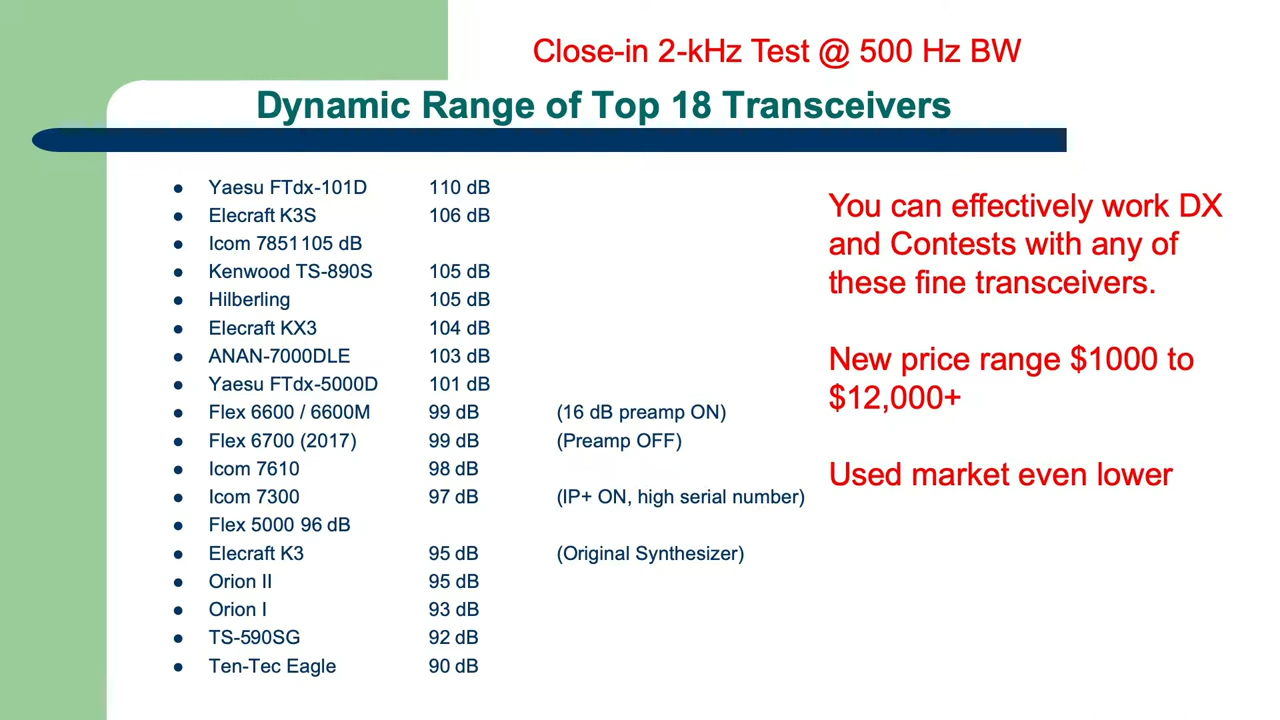 Close-in 2-kHz Test @ 500 Hz BW
Dynamic Range of Top 18 Transceivers
• Yaesu FTdx-101D 110 dB
• Elecraft K3S 106 dB
• Icom 7851 105 dB
• Kenwood TS-890S 105 dB
• Hilberling 105 dB
• Elecraft KX3 104 dB
• ANAN-7000DLE 103 dB
• Yaesu FTdx-5000D 101 dB
• Flex 6600 / 6600M 99 dB (16 dB preamp ON)
• Flex 6700 (2017) 99 dB (Preamp OFF)
• Icom 7610 98 dB
• Icom 7300 97 dB (IP+ ON, high serial number)
• Flex 5000 96 dB
• Elecraft K3 95 dB (Original Synthesizer)
• Orion II 95 dB
• Orion I 93 dB
• TS-590SG 92 dB
• Ten-Tec Eagle 90 dB
You can effectively work DX
and Contests with any of
these fine transceivers.
New price range $1000 to
$12,000+
Used market even lower